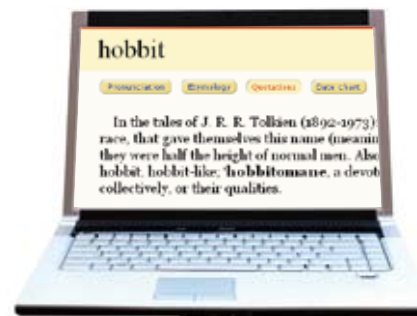 hobbit
Pronunciation Etymology Quotations Date chart
In the tales of J. R. R. Tolkien (1892-1973):
race, that gave themselves this name (meanin
they were half the height of normal men. Also
hobbit, hobbit-like; hobbitomane, a devot
collectively, or their qualities.